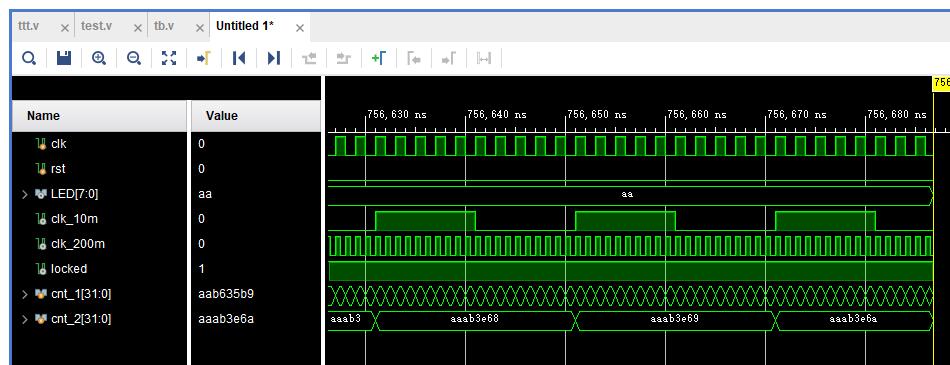 ttt.v × test.v × tb.v × Untitled 1* ×
756
Name Value
756,630 ns 756,640 ns 756,650 ns 756,660 ns 756,670 ns 756,680 ns
clk 0
rst 0
LED[7:0] aa aa
clk_10m 0
clk_200m 0
locked 1
cnt_1[31:0] aab635b9
cnt_2[31:0] aaab3e6a aaab3 aaab3e68 aaab3e69 aaab3e6a